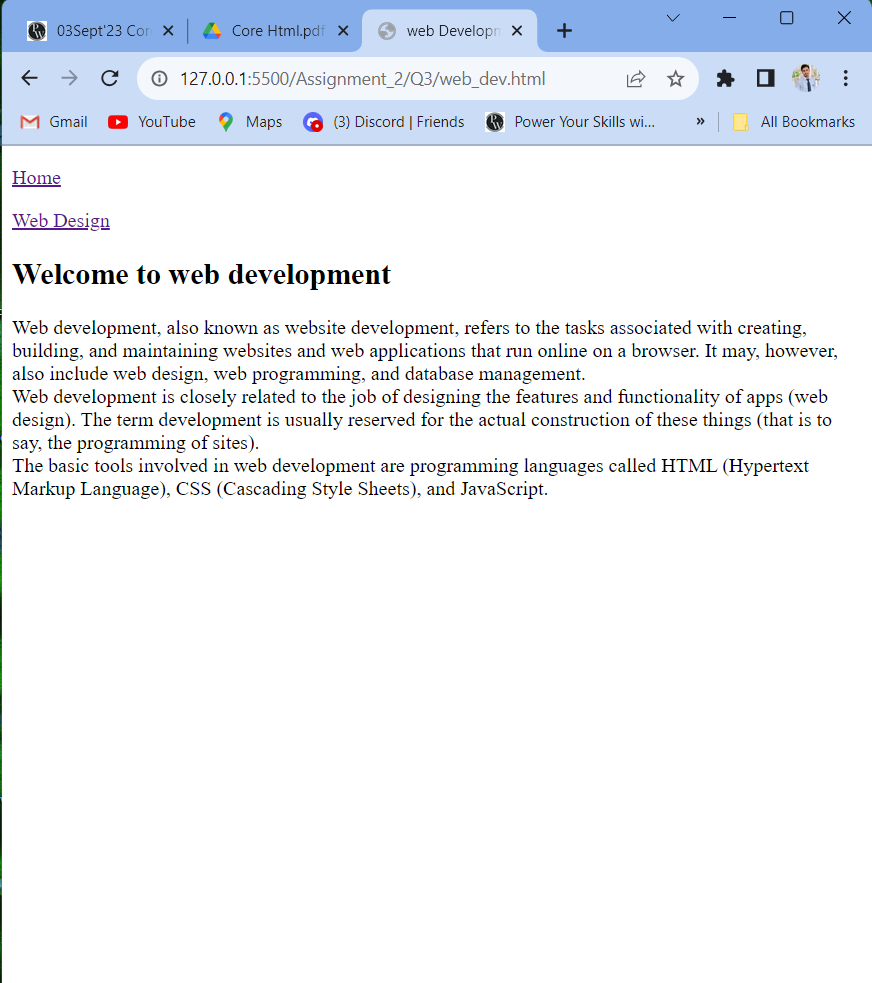 03Sept'23 Cor
Core Html.pdf
web Developm
127.0.0.1:5500/Assignment_2/Q3/web_dev.html
Gmail
YouTube
Maps
(3) Discord | Friends
Power Your Skills wi...
»
All Bookmarks
Home
Web Design
Welcome to web development
Web development, also known as website development, refers to the tasks associated with creating,
building, and maintaining websites and web applications that run online on a browser. It may, however,
also include web design, web programming, and database management.
Web development is closely related to the job of designing the features and functionality of apps (web
design). The term development is usually reserved for the actual construction of these things (that is to
say, the programming of sites).
The basic tools involved in web development are programming languages called HTML (Hypertext
Markup Language), CSS (Cascading Style Sheets), and JavaScript.